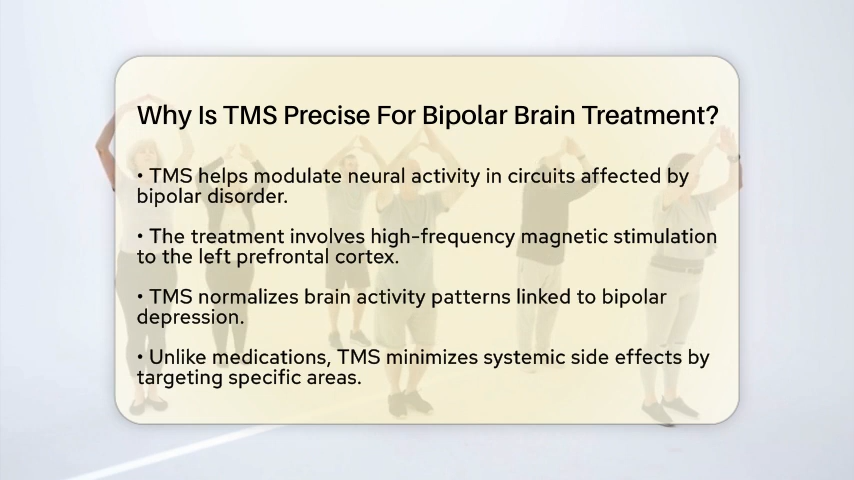 Why Is TMS Precise For Bipolar Brain Treatment?
• TMS helps modulate neural activity in circuits affected by
bipolar disorder.
• The treatment involves high-frequency magnetic stimulation
to the left prefrontal cortex.
• TMS normalizes brain activity patterns linked to bipolar
depression.
• Unlike medications, TMS minimizes systemic side effects by
targeting specific areas.